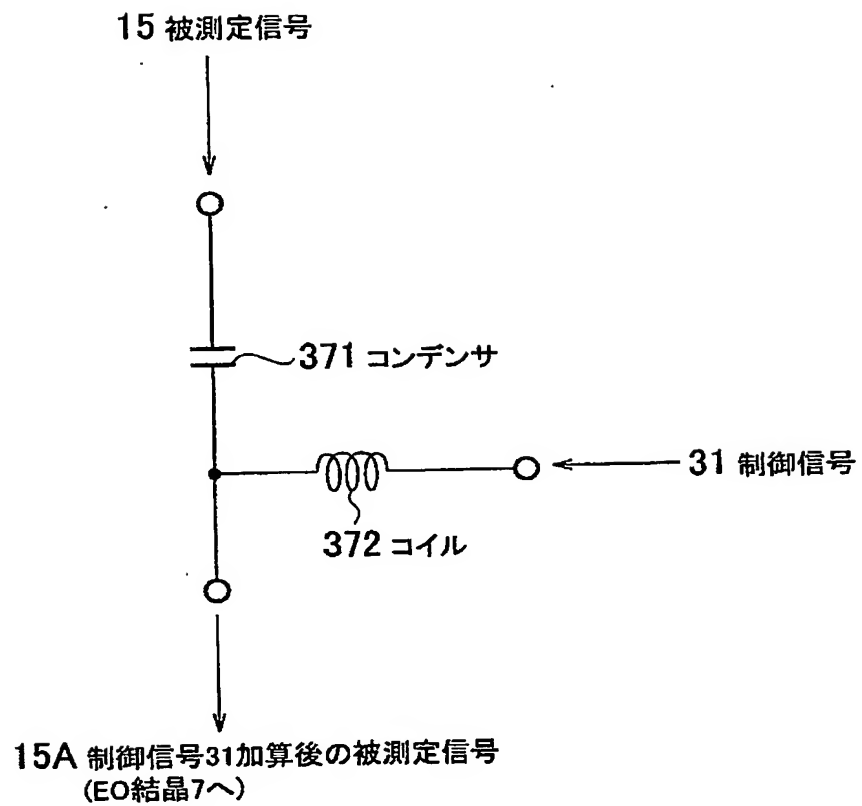 15 被測定信号
371 コンデンサ
31 制御信号
372 コイル
15A 制御信号31加算後の被測定信号
(EO結晶7へ)